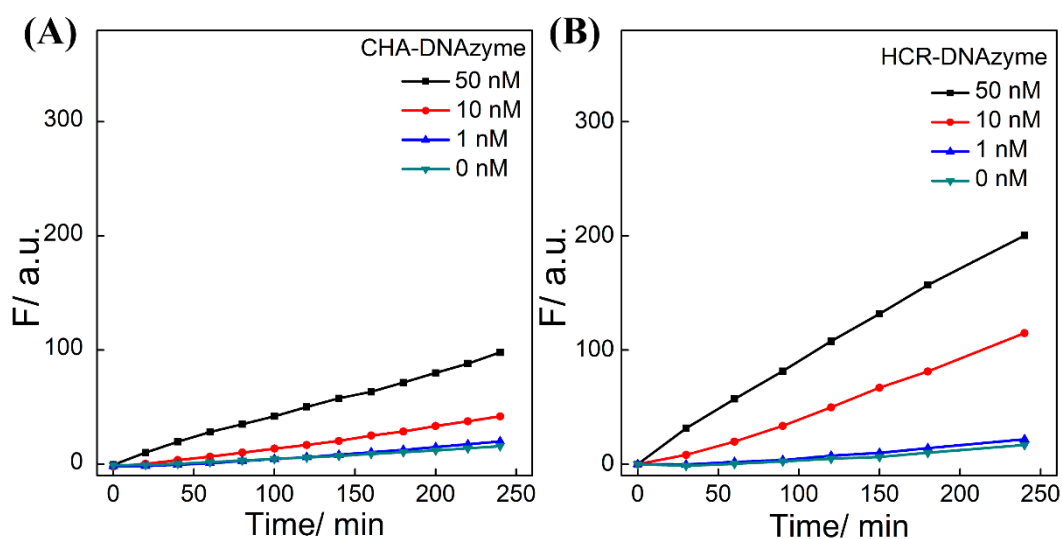 (A)
CHA-DNAzyme
50 nM
10 nM
1 nM
0 nM
300
200
100
0
F/ a.u.
0 50 100 150 200 250
Time/ min
(B)
HCR-DNAzyme
50 nM
10 nM
1 nM
0 nM
300
200
100
0
F/ a.u.
0 50 100 150 200 250
Time/ min